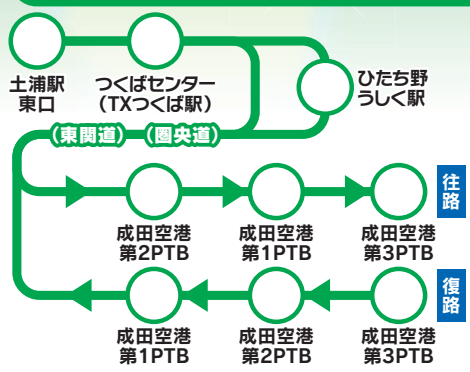 土浦駅
東口
つくばセンター
(TXつくば駅)
ひたち野
うしく駅
(東関道) (圏央道)
往路
成田空港
第2PTB
成田空港
第1PTB
成田空港
第3PTB
復路
成田空港
第1PTB
成田空港
第2PTB
成田空港
第3PTB